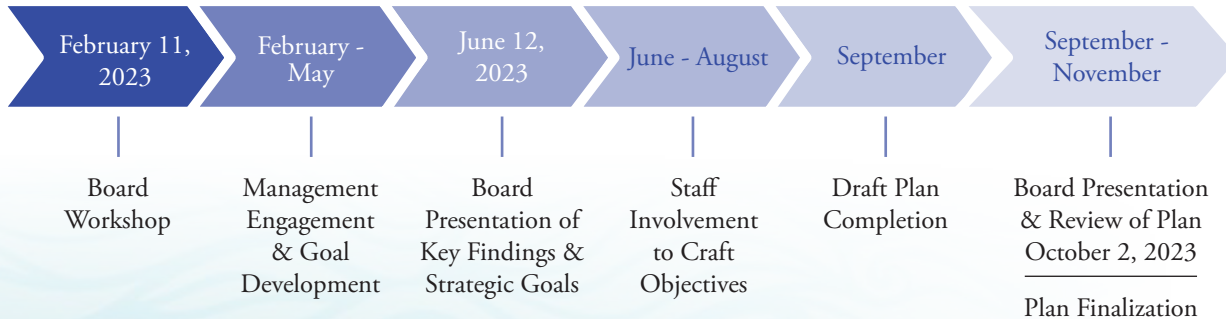 February 11,
2023
February -
May
June 12,
2023
June - August
September
September -
November
Board
Workshop
Management
Engagement
& Goal
Development
Board
Presentation of
Key Findings &
Strategic Goals
Staff
Involvement
to Craft
Objectives
Draft Plan
Completion
Board Presentation
& Review of Plan
October 2, 2023
Plan Finalization